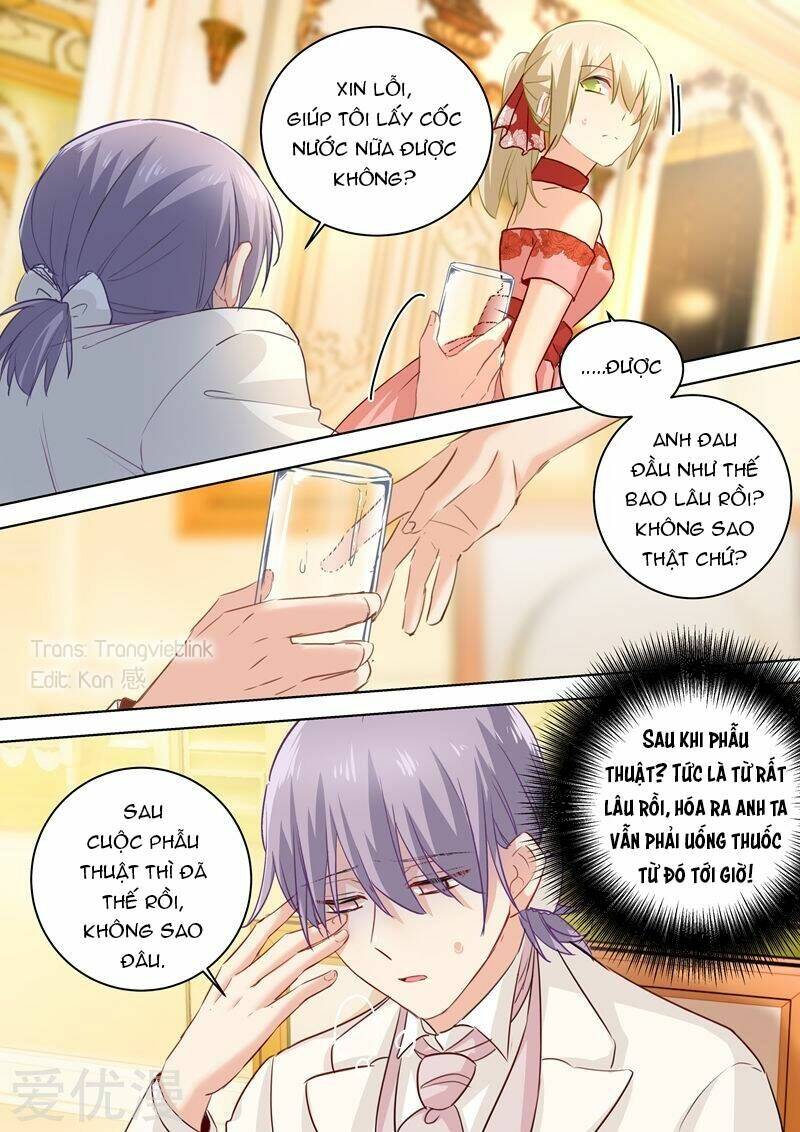 XIN LỖI,
GIÚP TÔI LẤY CỐC
NƯỚC NỮA ĐƯỢC
KHÔNG?
.....ĐƯỢC
ANH ĐAU
ĐẦU NHƯ THẾ
BAO LÂU RỒI?
KHÔNG SAO
THẬT CHỨ?
Trans: Trangvietlink
Edit: Kan 感
SAU KHI PHẪU
THUẬT? TỨC LÀ TỪ RẤT
LÂU RỒI, HÓA RA ANH TA
VẪN PHẢI UỐNG THUỐC
TỪ ĐÓ TỚI GIỜ!
SAU
CUỘC PHẪU
THUẬT THÌ ĐÃ
THẾ RỒI,
KHÔNG SAO
ĐÂU.
爱优漫